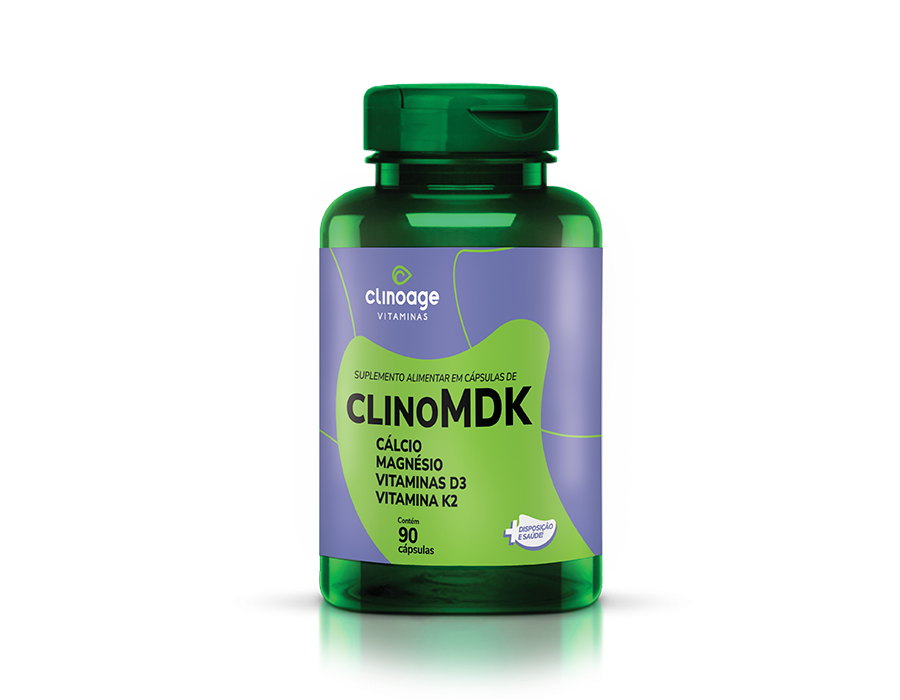 clinoage
VITAMINAS
SUPLEMENTO ALIMENTAR EM CÁPSULAS DE
CLINOMDK
CÁLCIO
MAGNÉSIO
VITAMINAS D3
VITAMINA K2
Contém
90
cápsulas
+ DISPOSIÇÃO
E SAÚDE!